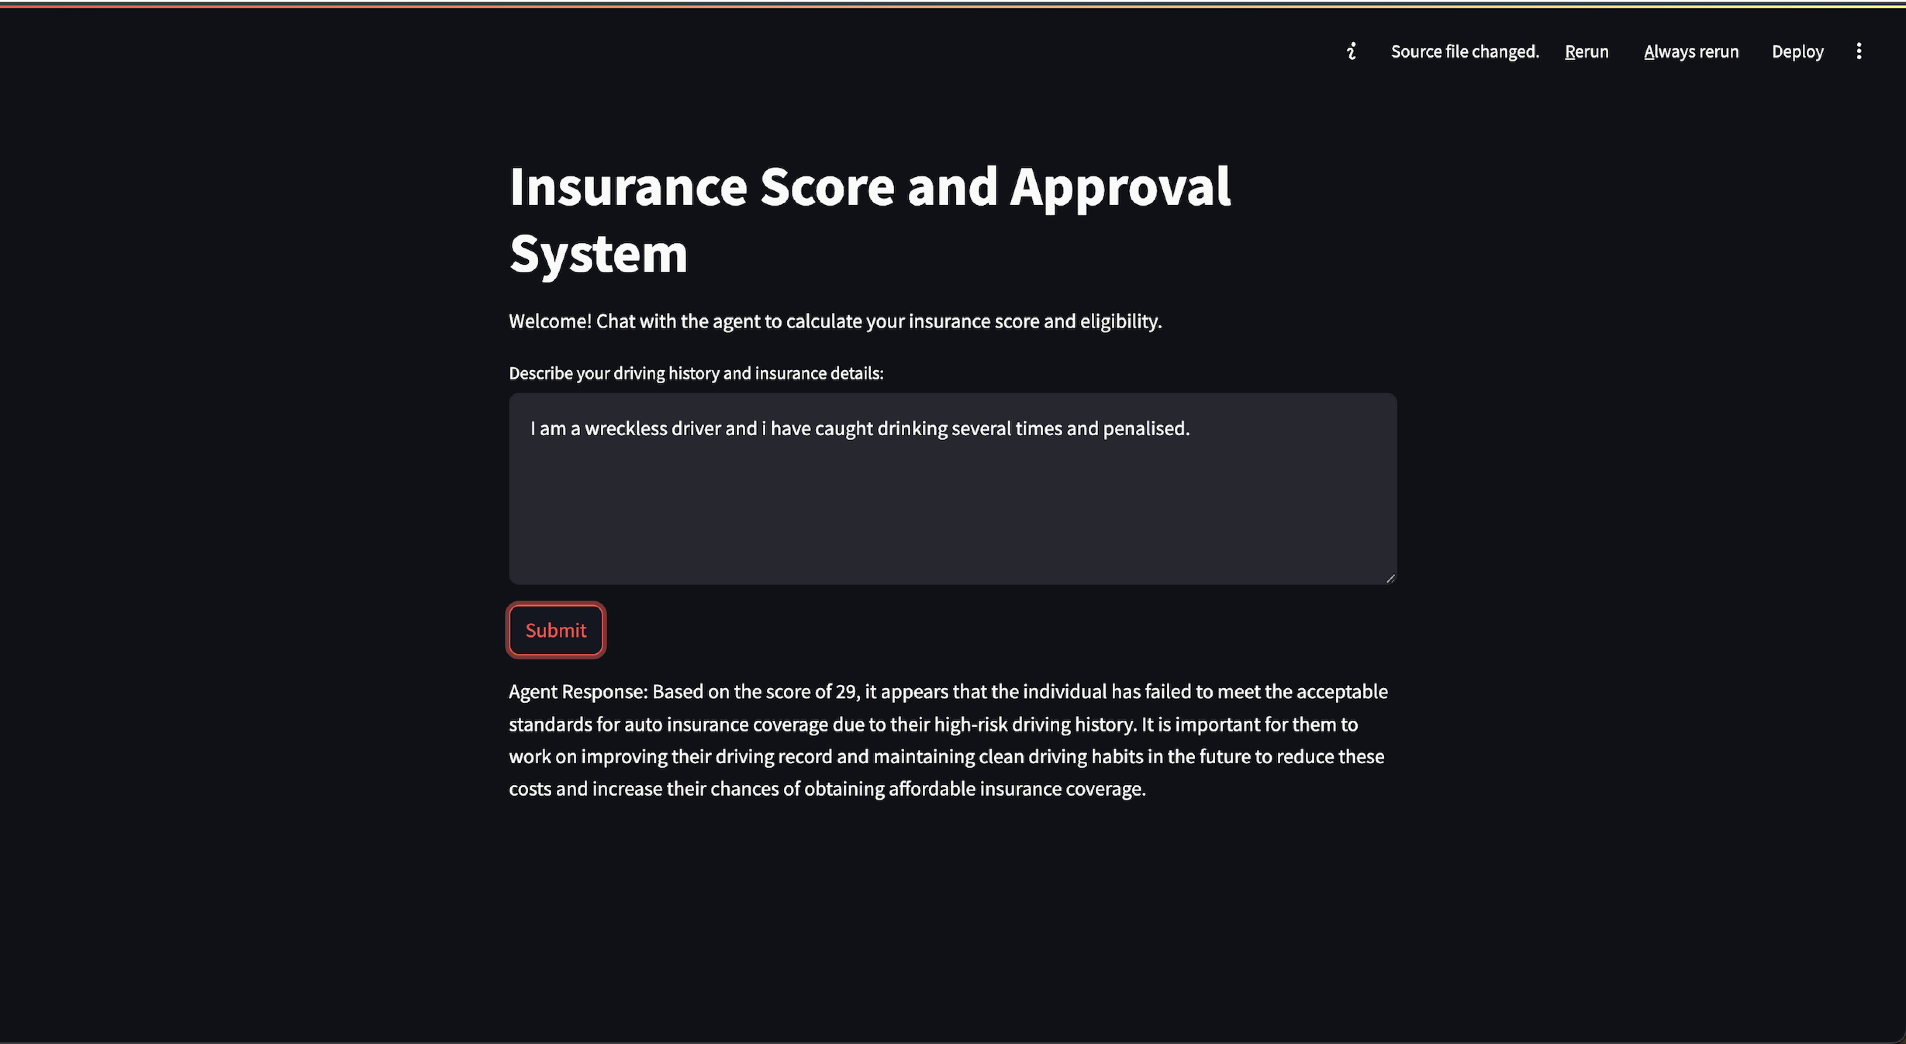 Source file changed. Rerun Always rerun Deploy
Insurance Score and Approval
System
Welcome! Chat with the agent to calculate your insurance score and eligibility.
Describe your driving history and insurance details:
I am a wreckless driver and i have caught drinking several times and penalised.
Submit
Agent Response: Based on the score of 29, it appears that the individual has failed to meet the acceptable
standards for auto insurance coverage due to their high-risk driving history. It is important for them to
work on improving their driving record and maintaining clean driving habits in the future to reduce these
costs and increase their chances of obtaining affordable insurance coverage.